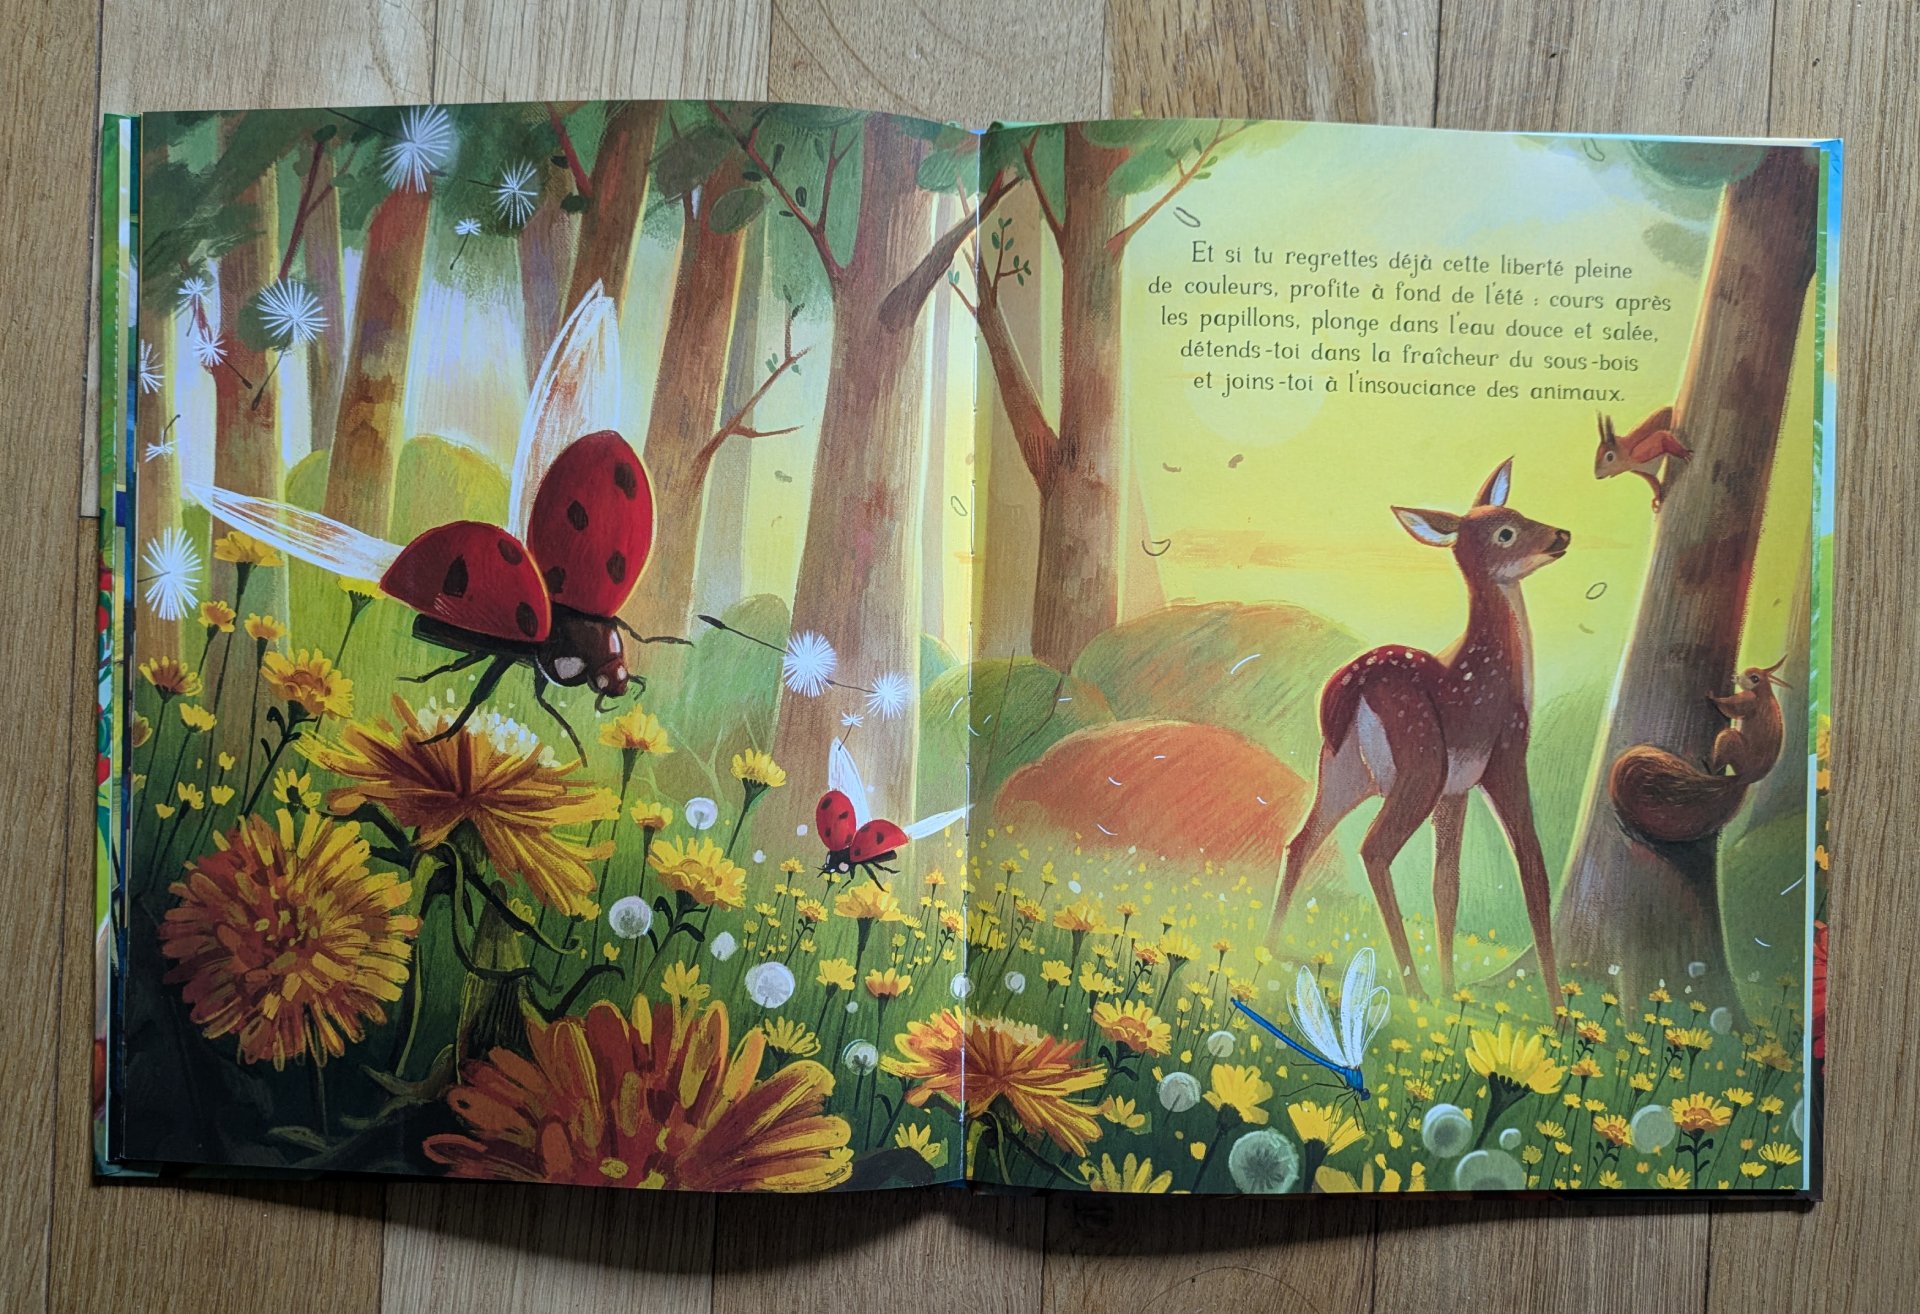 Et si tu regrettes déjà cette liberté pleine
de couleurs, profite à fond de l'été : cours après
les papillons, plonge dans l'eau douce et salée,
détends-toi dans la fraîcheur du sous-bois
et joins-toi à l'insouciance des animaux.